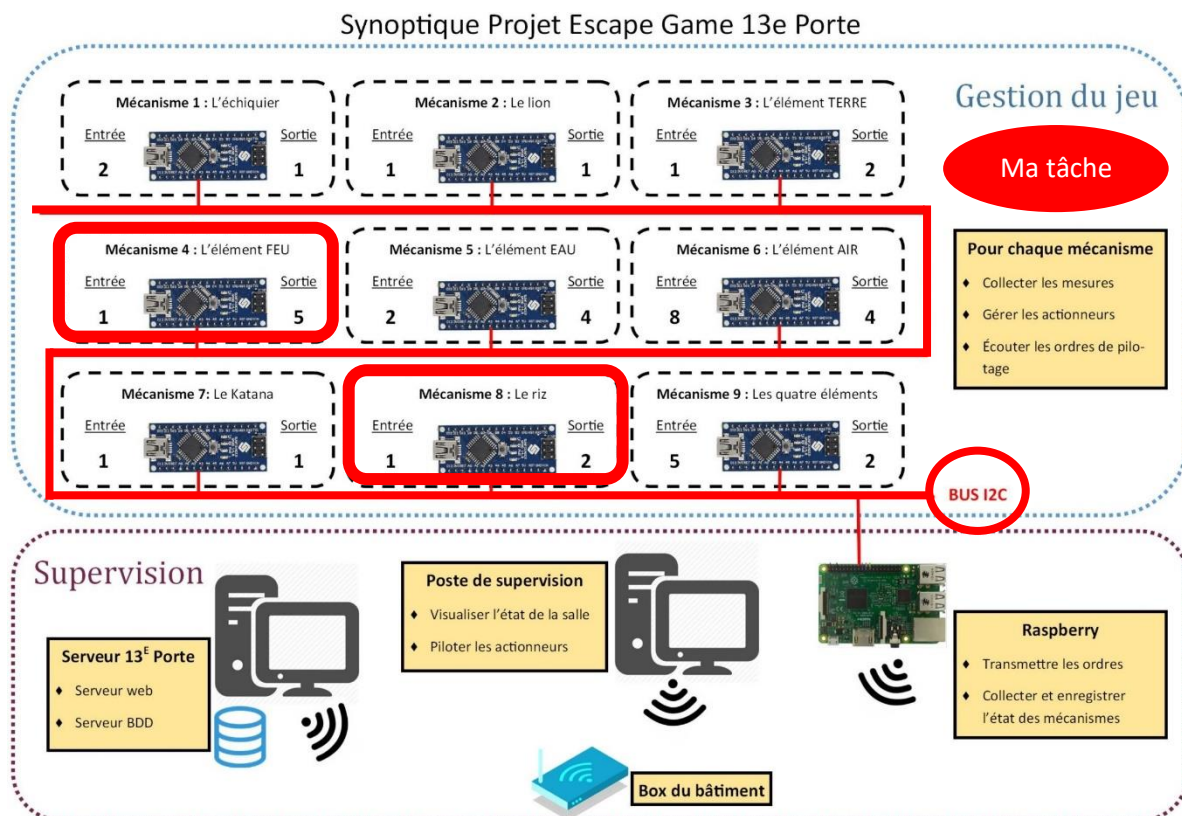 Synoptique Projet Escape Game 13e Porte
Gestion du jeu
Ma tâche
Mécanisme 1 : L'échiquier
Entrée
Sortie
2
1
Mécanisme 2 : Le lion
Entrée
Sortie
1
1
Mécanisme 3 : L'élément TERRE
Entrée
Sortie
1
2
Mécanisme 4 : L'élément FEU
Entrée
Sortie
1
5
Mécanisme 5 : L'élément EAU
Entrée
Sortie
2
4
Mécanisme 6 : L'élément AIR
Entrée
Sortie
8
4
Pour chaque mécanisme
♦ Collecter les mesures
♦ Gérer les actionneurs
♦ Écouter les ordres de pilo-
tage
Mécanisme 7: Le Katana
Entrée
Sortie
1
1
Mécanisme 8 : Le riz
Entrée
Sortie
1
2
Mécanisme 9 : Les quatre éléments
Entrée
Sortie
5
2
BUS I2C
Supervision
Serveur 13E Porte
♦ Serveur web
♦ Serveur BDD
Poste de supervision
♦ Visualiser l'état de la salle
♦ Piloter les actionneurs
Raspberry
♦ Transmettre les ordres
♦ Collecter et enregistrer
l'état des mécanismes
Box du bâtiment